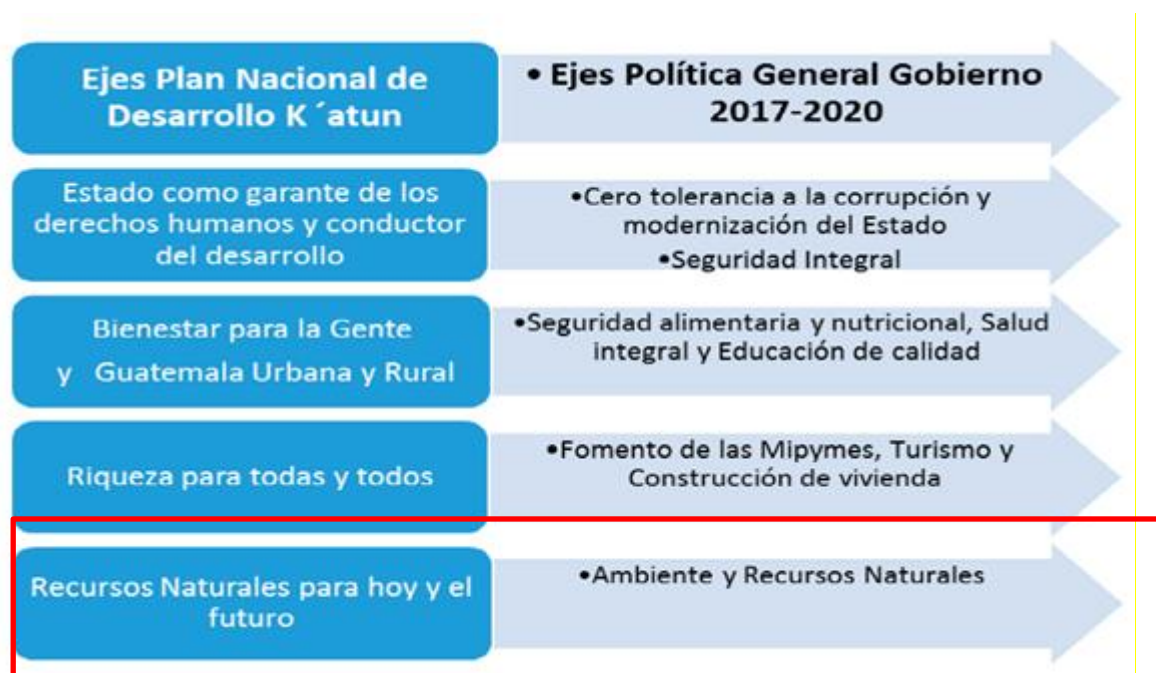 Ejes Plan Nacional de
Desarrollo K ´atun
• Ejes Política General Gobierno
2017-2020
Estado como garante de los
derechos humanos y conductor
del desarrollo
•Cero tolerancia a la corrupción y
modernización del Estado
•Seguridad Integral
Bienestar para la Gente
y Guatemala Urbana y Rural
•Seguridad alimentaria y nutricional, Salud
integral y Educación de calidad
Riqueza para todas y todos
•Fomento de las Mipymes, Turismo y
Construcción de vivienda
Recursos Naturales para hoy y el
futuro
•Ambiente y Recursos Naturales